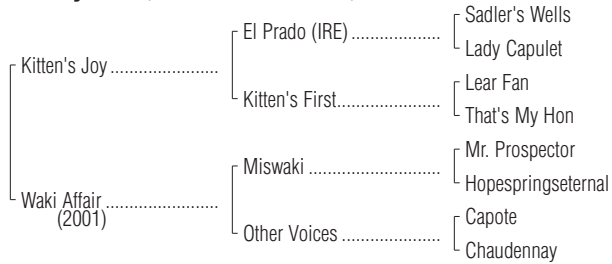 Sadler's Wells
El Prado (IRE) ....................
Lady Capulet
Kitten's Joy ........................
Lear Fan
Kitten's First.......................
That's My Hon
Mr. Prospector
Miswaki .............................
Hopespringseternal
Waki Affair .........................
(2001)
Capote
Other Voices ......................
Chaudennay